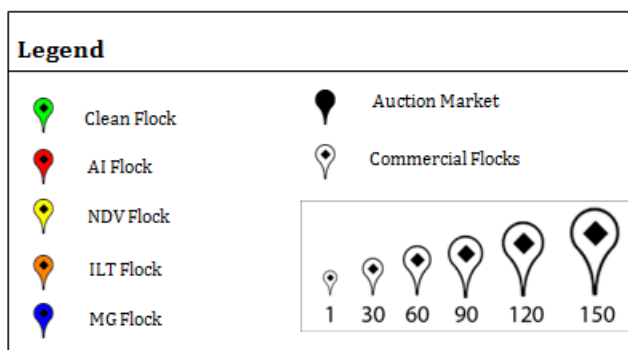 Legend
Clean Flock
AI Flock
NDV Flock
ILT Flock
MG Flock
Auction Market
Commercial Flocks
1 30 60 90 120 150